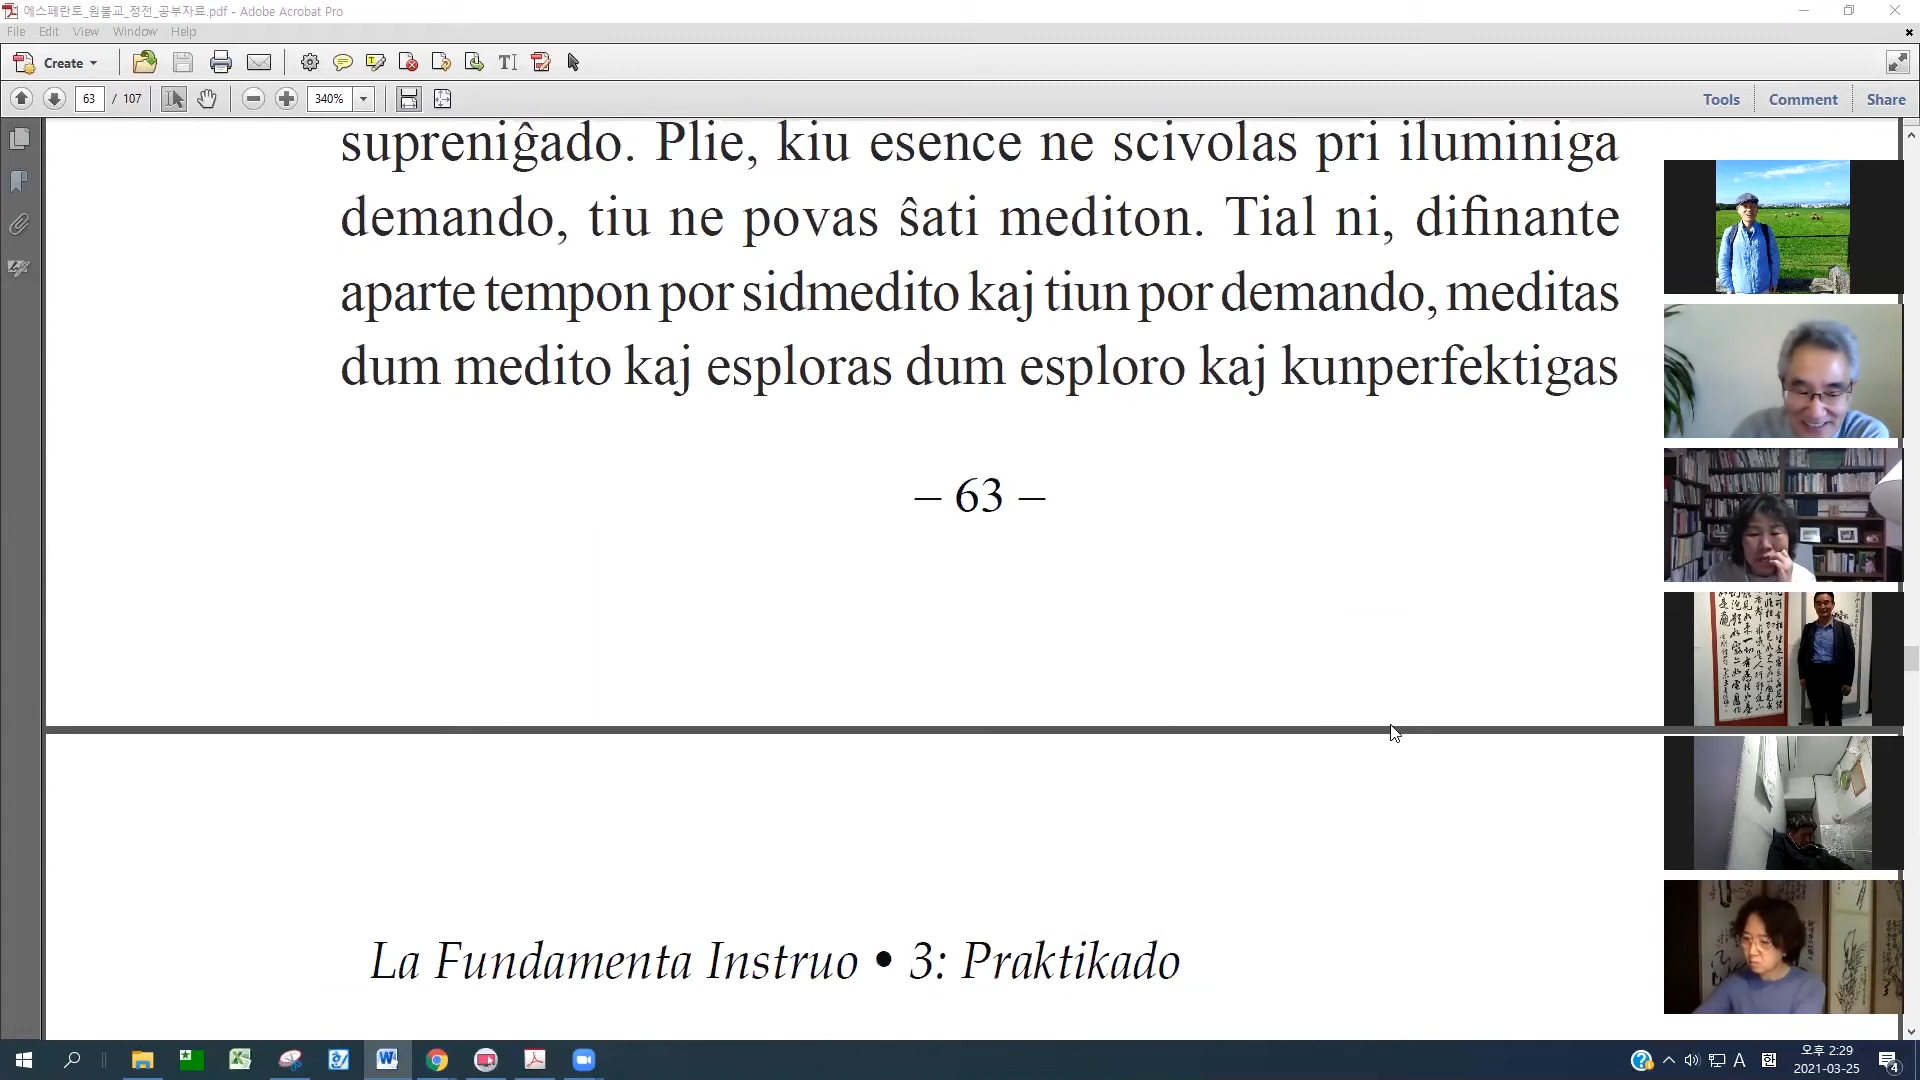 에스페란토_원불교_정전_공부자료.pdf - Adobe Acrobat Pro
File Edit View Window Help
Create
63 / 107 340% Tools Comment Share
supreniĝado. Plie, kiu esence ne scivolas pri iluminiga
demando, tiu ne povas ŝati mediton. Tial ni, difinante
aparte tempon por sidmedito kaj tiun por demando, meditas
dum medito kaj esploras dum esploro kaj kunperfektigas
– 63 –
La Fundamenta Instruo • 3: Praktikado
A 한 오후 2:29
2021-03-25
4